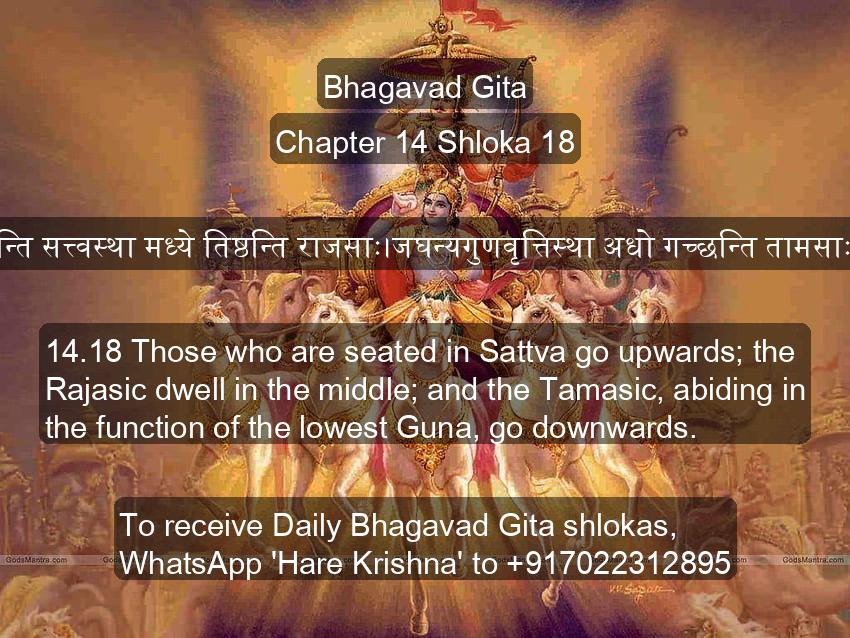 Bhagavad Gita
Chapter 14 Shloka 18
न्ति सत्त्वस्था मध्ये तिष्ठन्ति राजसाः।जघन्यगुणवृत्तिस्था अधो गच्छन्ति तामसाः
14.18 Those who are seated in Sattva go upwards; the
Rajasic dwell in the middle; and the Tamasic, abiding in
the function of the lowest Guna, go downwards.
To receive Daily Bhagavad Gita shlokas,
WhatsApp 'Hare Krishna' to +917022312895
GodsMantra.com GodsMantra.com